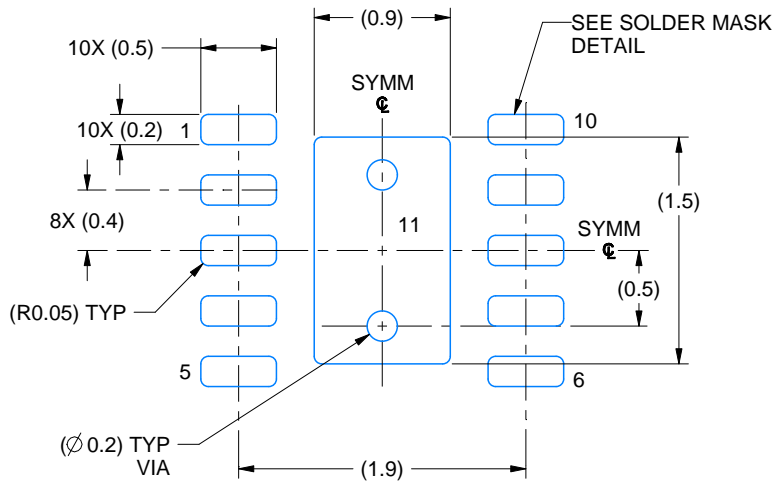 (0.9)
SEE SOLDER MASK
DETAIL
10X (0.5)
SYMM
℄
10X (0.2)
1
10
8X (0.4)
11
(1.5)
SYMM
℄
(0.5)
(R0.05) TYP
5
6
(∅ 0.2) TYP
VIA
(1.9)